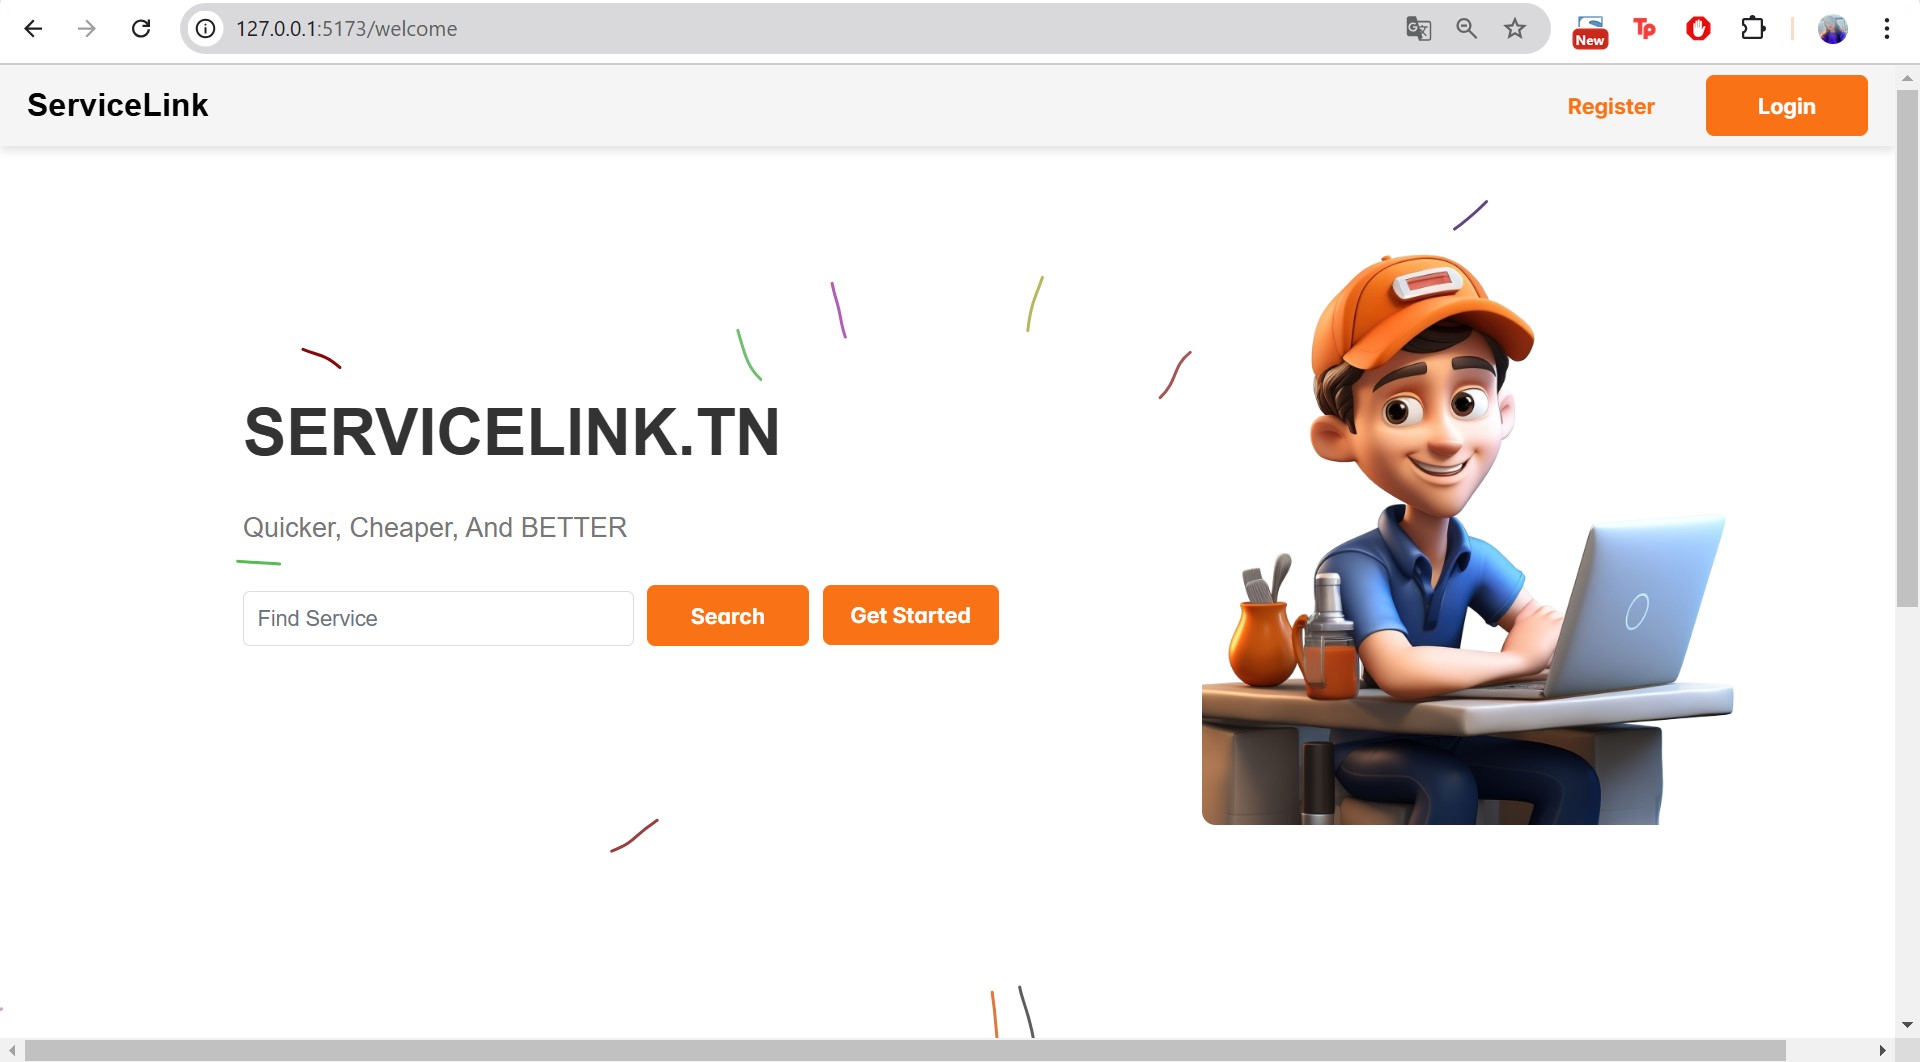 127.0.0.1:5173/welcome
New
Tp
ServiceLink
Register
Login
SERVICELINK.TN
Quicker, Cheaper, And BETTER
Find Service
Search
Get Started